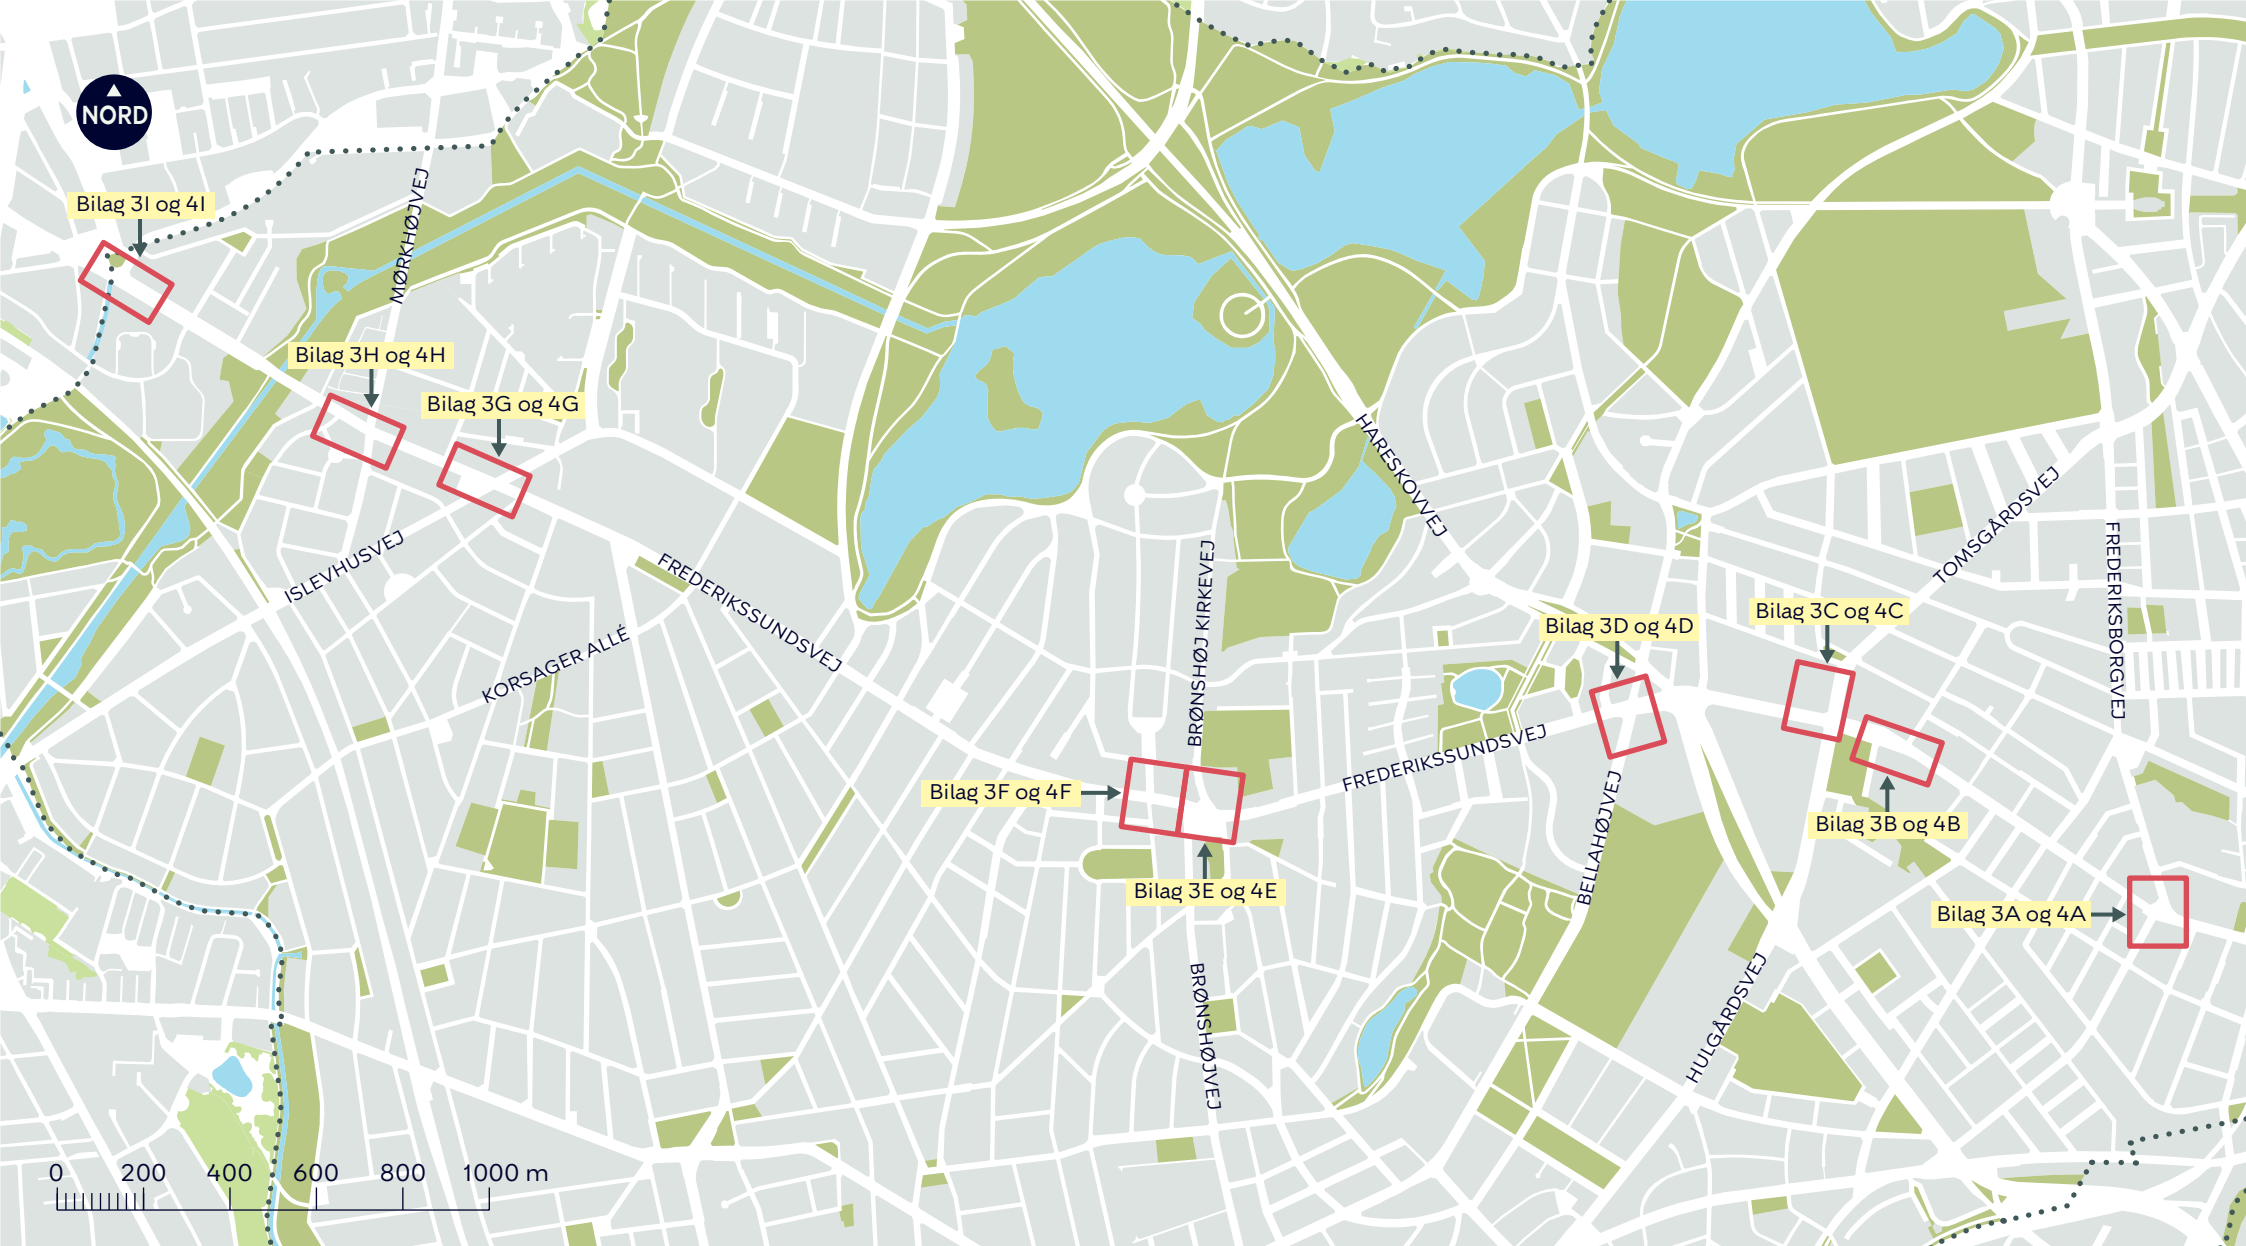 NORD
MØRKHØJVEJ
Bilag 3I og 4I
Bilag 3H og 4H
Bilag 3G og 4G
HARESKOVVEJ
TOMSGÅRDSVEJ
FREDERIKSBORGVEJ
ISLEVHUSVEJ
FREDERIKSSUNDSVEJ
BRØNSHØJ KIRKEVEJ
KORSAGER ALLÉ
Bilag 3D og 4D
Bilag 3C og 4C
FREDERIKSSUNDSVEJ
Bilag 3F og 4F
BELLAHØJVEJ
Bilag 3B og 4B
Bilag 3E og 4E
Bilag 3A og 4A
BRØNSHØJVEJ
HULGÅRDSVEJ
0 200 400 600 800 1000 m